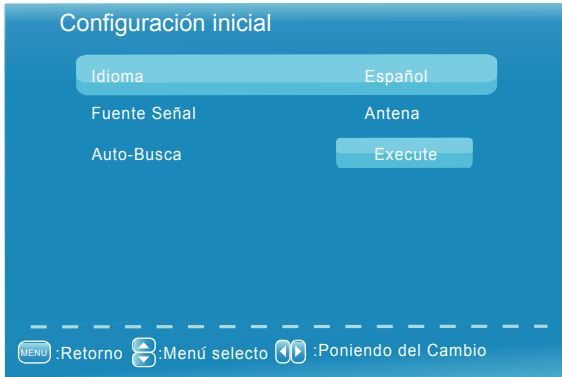 Configuración inicial
Idioma Español
Fuente Señal Antena
Auto-Busca Execute
MENU :Retorno :Menú selecto :Poniendo del Cambio